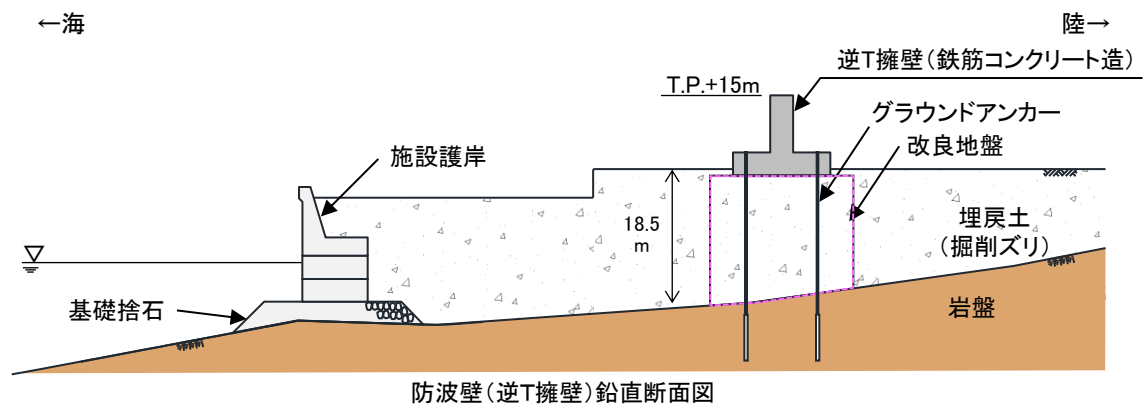 ←海
陸→
逆T擁壁（鉄筋コンクリート造）
T.P.+15m
グラウンドアンカー
改良地盤
施設護岸
18.5
m
埋戻土
（掘削ズリ）
基礎捨石
岩盤
防波壁（逆T擁壁）鉛直断面図